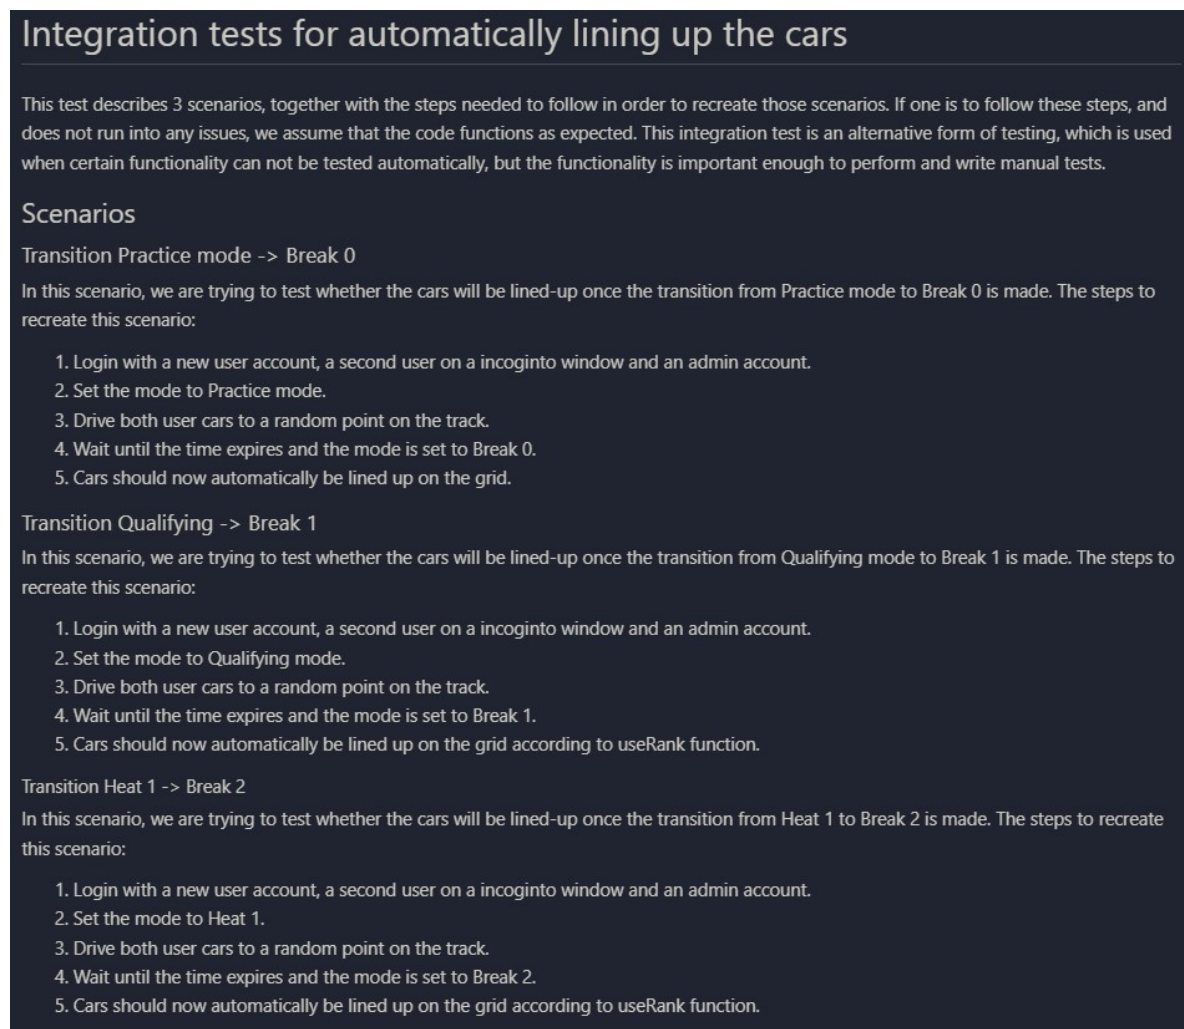 Integration tests for automatically lining up the cars
This test describes 3 scenarios, together with the steps needed to follow in order to recreate those scenarios. If one is to follow these steps, and
does not run into any issues, we assume that the code functions as expected. This integration test is an alternative form of testing, which is used
when certain functionality can not be tested automatically, but the functionality is important enough to perform and write manual tests.
Scenarios
Transition Practice mode -> Break 0
In this scenario, we are trying to test whether the cars will be lined-up once the transition from Practice mode to Break 0 is made. The steps to
recreate this scenario:
1. Login with a new user account, a second user on a incoginto window and an admin account.
2. Set the mode to Practice mode.
3. Drive both user cars to a random point on the track.
4. Wait until the time expires and the mode is set to Break 0.
5. Cars should now automatically be lined up on the grid.
Transition Qualifying -> Break 1
In this scenario, we are trying to test whether the cars will be lined-up once the transition from Qualifying mode to Break 1 is made. The steps to
recreate this scenario:
1. Login with a new user account, a second user on a incoginto window and an admin account.
2. Set the mode to Qualifying mode.
3. Drive both user cars to a random point on the track.
4. Wait until the time expires and the mode is set to Break 1.
5. Cars should now automatically be lined up on the grid according to useRank function.
Transition Heat 1 -> Break 2
In this scenario, we are trying to test whether the cars will be lined-up once the transition from Heat 1 to Break 2 is made. The steps to recreate
this scenario:
1. Login with a new user account, a second user on a incoginto window and an admin account.
2. Set the mode to Heat 1.
3. Drive both user cars to a random point on the track.
4. Wait until the time expires and the mode is set to Break 2.
5. Cars should now automatically be lined up on the grid according to useRank function.